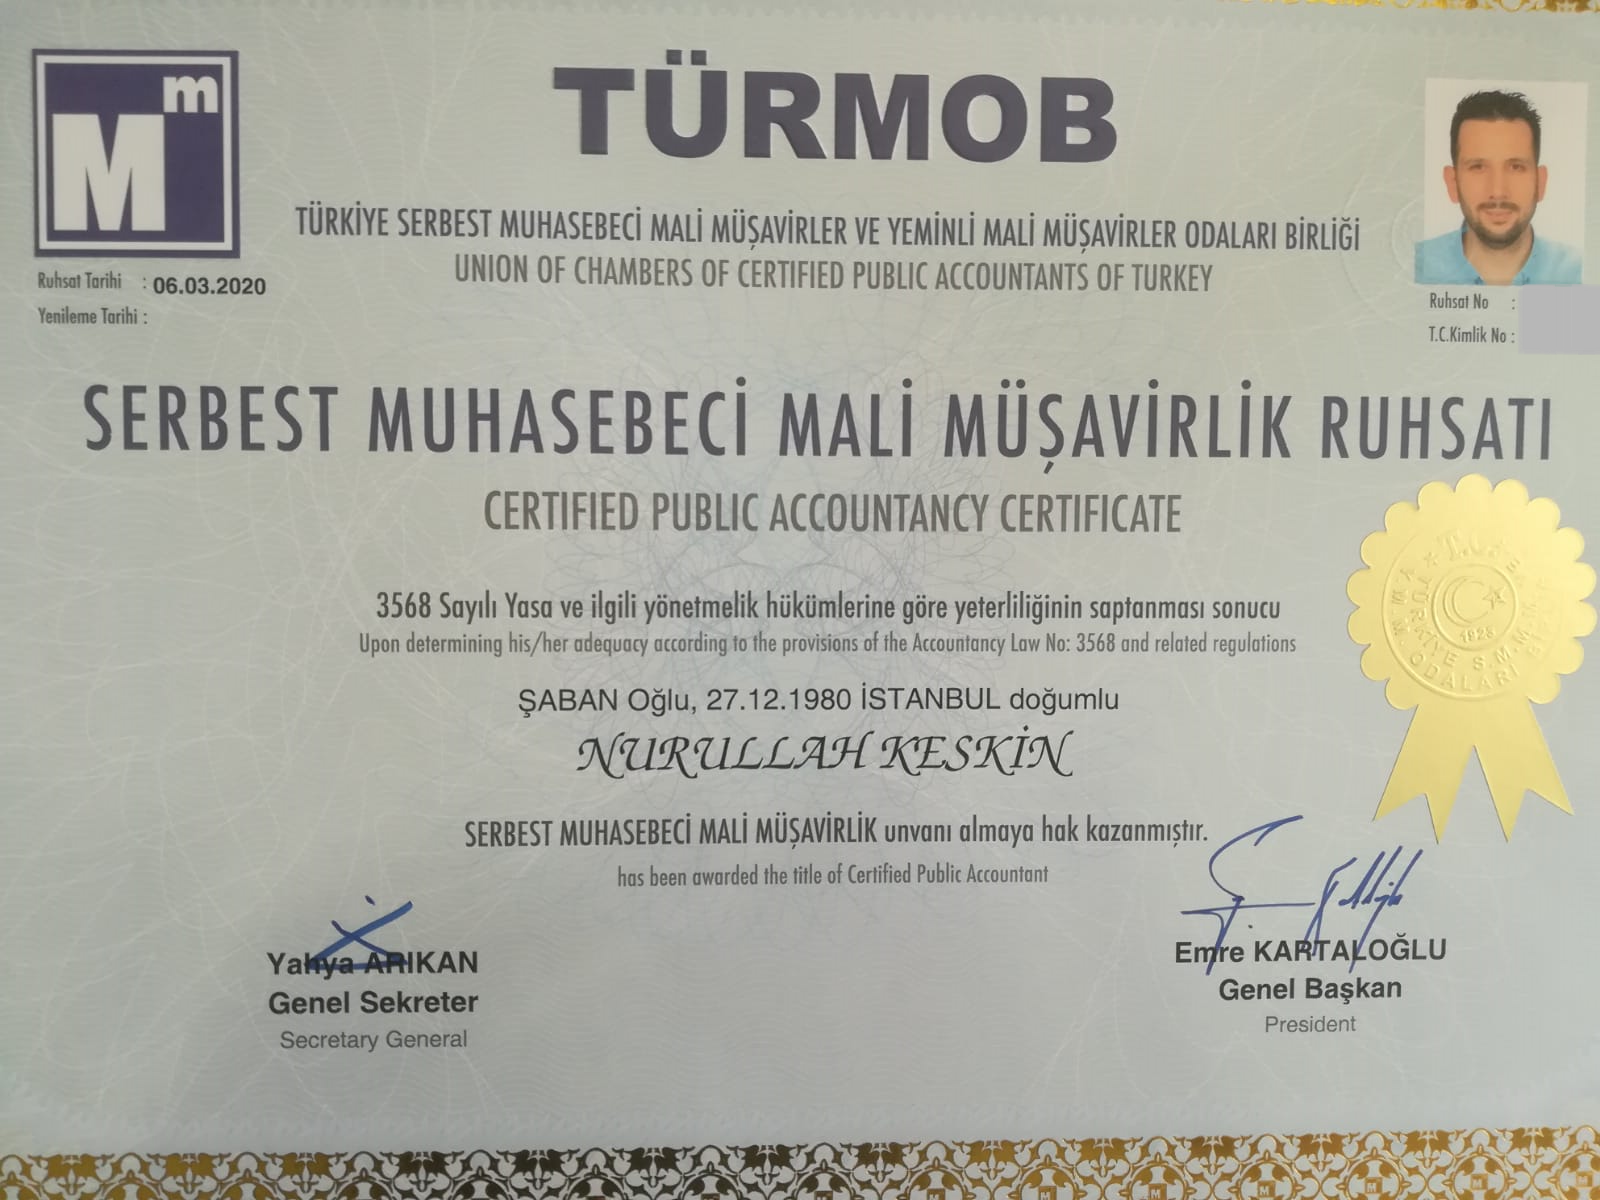 Mm
TÜRMOB
TÜRKİYE SERBEST MUHASEBECİ MALİ MÜŞAVİRLER VE YEMİNLİ MALİ MÜŞAVİRLER ODALARI BİRLİĞİ
UNION OF CHAMBERS OF CERTIFIED PUBLIC ACCOUNTANTS OF TURKEY
Ruhsat Tarihi : 06.03.2020
Yenileme Tarihi :
Ruhsat No :
T.C.Kimlik No :
SERBEST MUHASEBECİ MALİ MÜŞAVİRLİK RUHSATI
CERTIFIED PUBLIC ACCOUNTANCY CERTIFICATE
3568 Sayılı Yasa ve ilgili yönetmelik hükümlerine göre yeterliliğinin saptanması sonucu
Upon determining his/her adequacy according to the provisions of the Accountancy Law No: 3568 and related regulations
ŞABAN Oğlu, 27.12.1980 İSTANBUL doğumlu
NURULLAH KESKİN
SERBEST MUHASEBECİ MALİ MÜŞAVİRLİK unvanı almaya hak kazanmıştır.
has been awarded the title of Certified Public Accountant
Yahya ARIKAN
Genel Sekreter
Secretary General
Emre KARTALOĞLU
Genel Başkan
President
T.C.
TÜRKİYE S.M.M.M.
ODALARI BİRLİĞİ